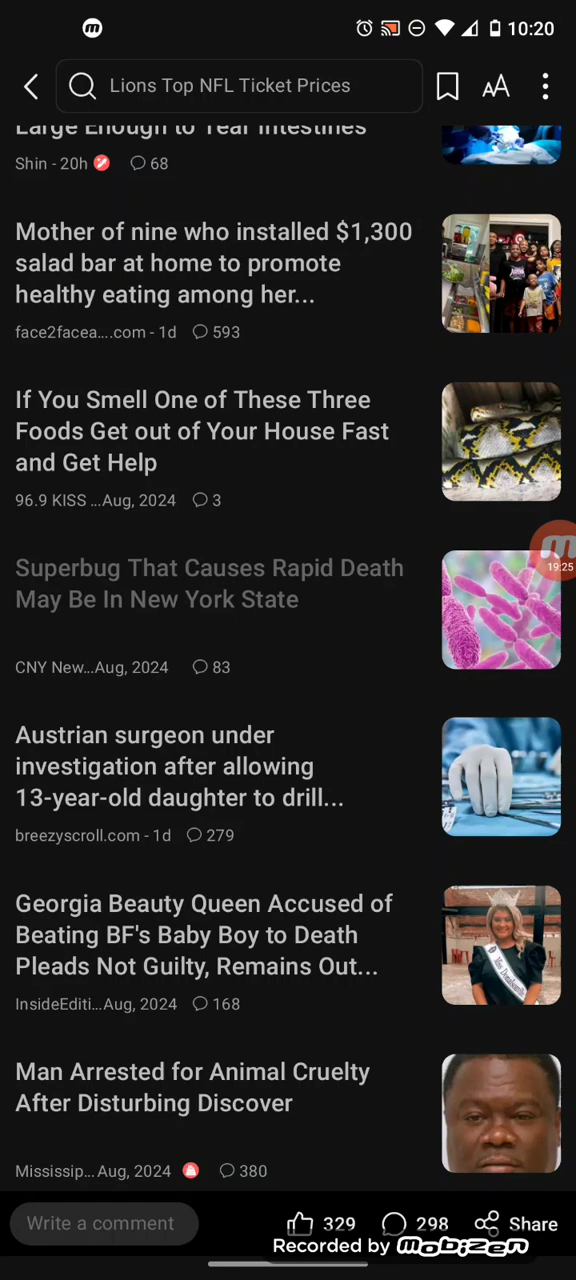 10:20
Lions Top NFL Ticket Prices
AA
Large Enough to Tear Intestines
Shin - 20h 68
Mother of nine who installed $1,300
salad bar at home to promote
healthy eating among her...
face2facea....com - 1d 593
If You Smell One of These Three
Foods Get out of Your House Fast
and Get Help
96.9 KISS ...Aug, 2024 3
19:25
Superbug That Causes Rapid Death
May Be In New York State
CNY New...Aug, 2024 83
Austrian surgeon under
investigation after allowing
13-year-old daughter to drill...
breezyscroll.com - 1d 279
Georgia Beauty Queen Accused of
Beating BF's Baby Boy to Death
Pleads Not Guilty, Remains Out...
InsideEditi...Aug, 2024 168
Man Arrested for Animal Cruelty
After Disturbing Discover
Mississip... Aug, 2024 380
Write a comment 329 298 Share
Recorded by mobizen